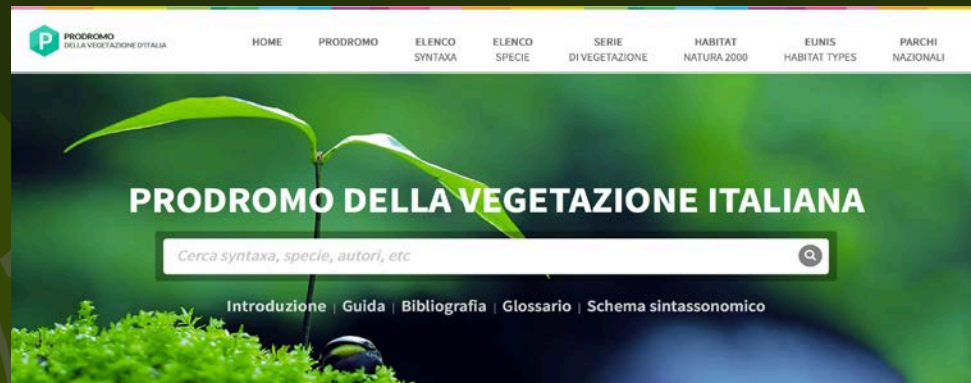 PRODROMO
DELLA VEGETAZIONE D'ITALIA
HOME
PRODROMO
ELENCO
SYNTAXA
ELENCO
SPECIE
SERIE
DI VEGETAZIONE
HABITAT
NATURA 2000
EUNIS
HABITAT TYPES
PARCHI
NAZIONALI
PRODROMO DELLA VEGETAZIONE ITALIANA
Cerca syntaxa, specie, autori, etc
Introduzione | Guida | Bibliografia | Glossario | Schema sintassonomico